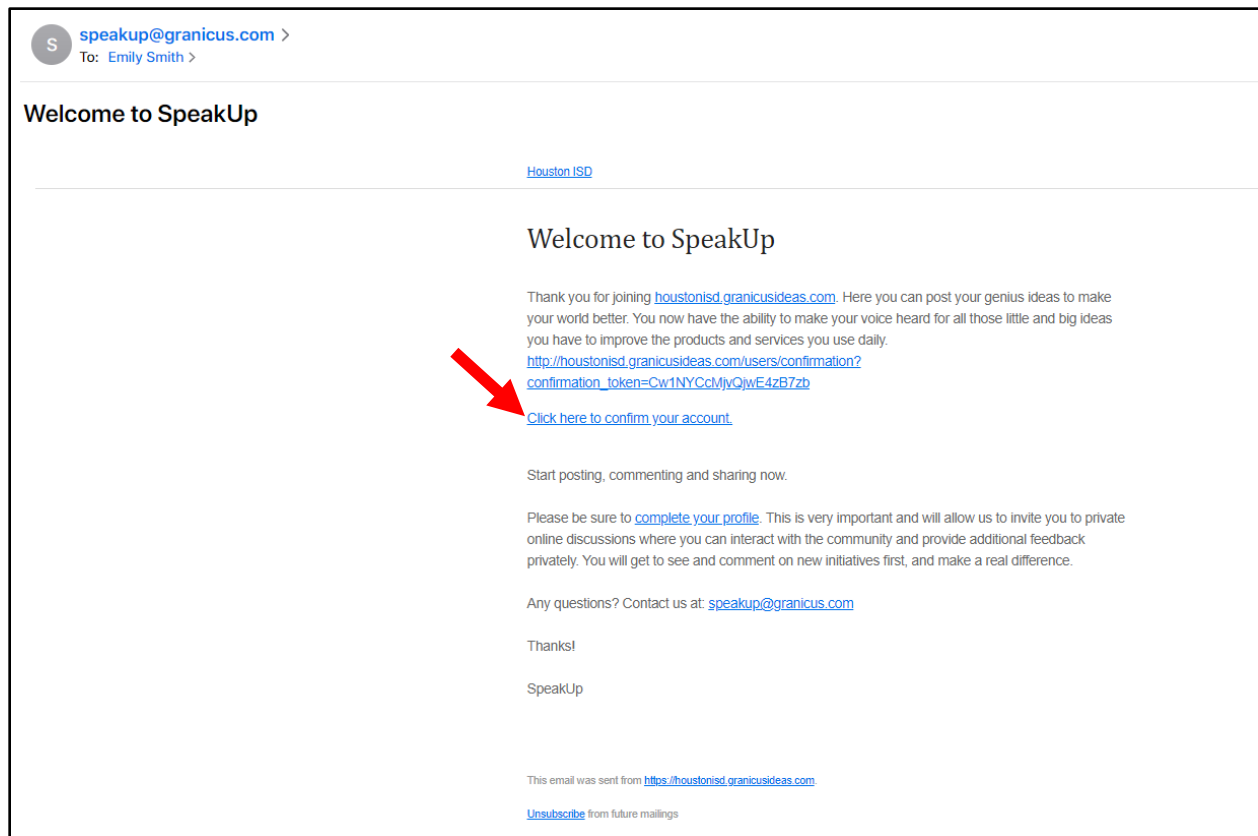 S
speakup@granicus.com >
To: Emily Smith >
Welcome to SpeakUp
Houston ISD
Welcome to SpeakUp
Thank you for joining houstonisd.granicusideas.com. Here you can post your genius ideas to make
your world better. You now have the ability to make your voice heard for all those little and big ideas
you have to improve the products and services you use daily.
http://houstonisd.granicusideas.com/users/confirmation?
confirmation_token=Cw1NYCcMjvQjwE4zB7zb
Click here to confirm your account.
Start posting, commenting and sharing now.
Please be sure to complete your profile. This is very important and will allow us to invite you to private
online discussions where you can interact with the community and provide additional feedback
privately. You will get to see and comment on new initiatives first, and make a real difference.
Any questions? Contact us at: speakup@granicus.com
Thanks!
SpeakUp
This email was sent from https://houstonisd.granicusideas.com.
Unsubscribe from future mailings